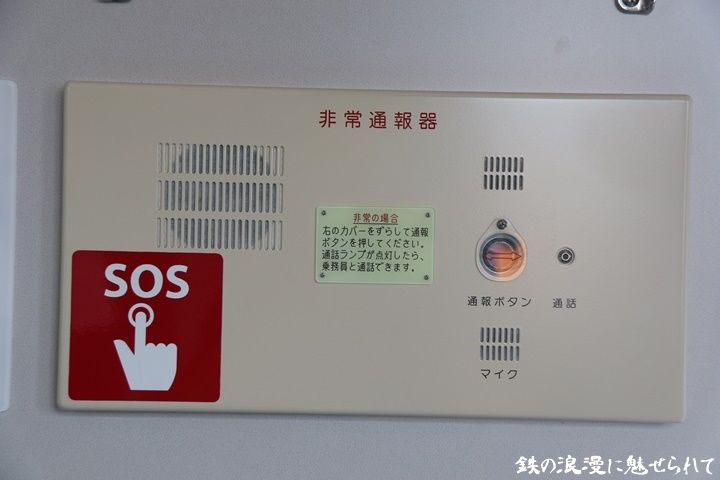 非常通報器
非常の場合
右のカバーをずらして通報
ボタンを押してください。
通話ランプが点灯したら、
乗務員と通話できます。
SOS
通報ボタン
通話
マイク
鉄の浪漫に魅せられて